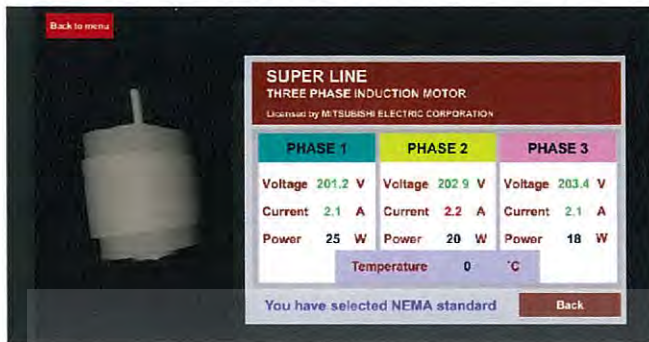 Back to menu
SUPER LINE
THREE PHASE INDUCTION MOTOR
Licensed by MITSUBISHI ELECTRIC CORPORATION
PHASE 1 PHASE 2 PHASE 3
Voltage 201.2 V Voltage 202.9 V Voltage 203.4 V
Current 2.1 A Current 2.2 A Current 2.1 A
Power 25 W Power 20 W Power 18 W
Temperature 0 °C
You have selected NEMA standard Back